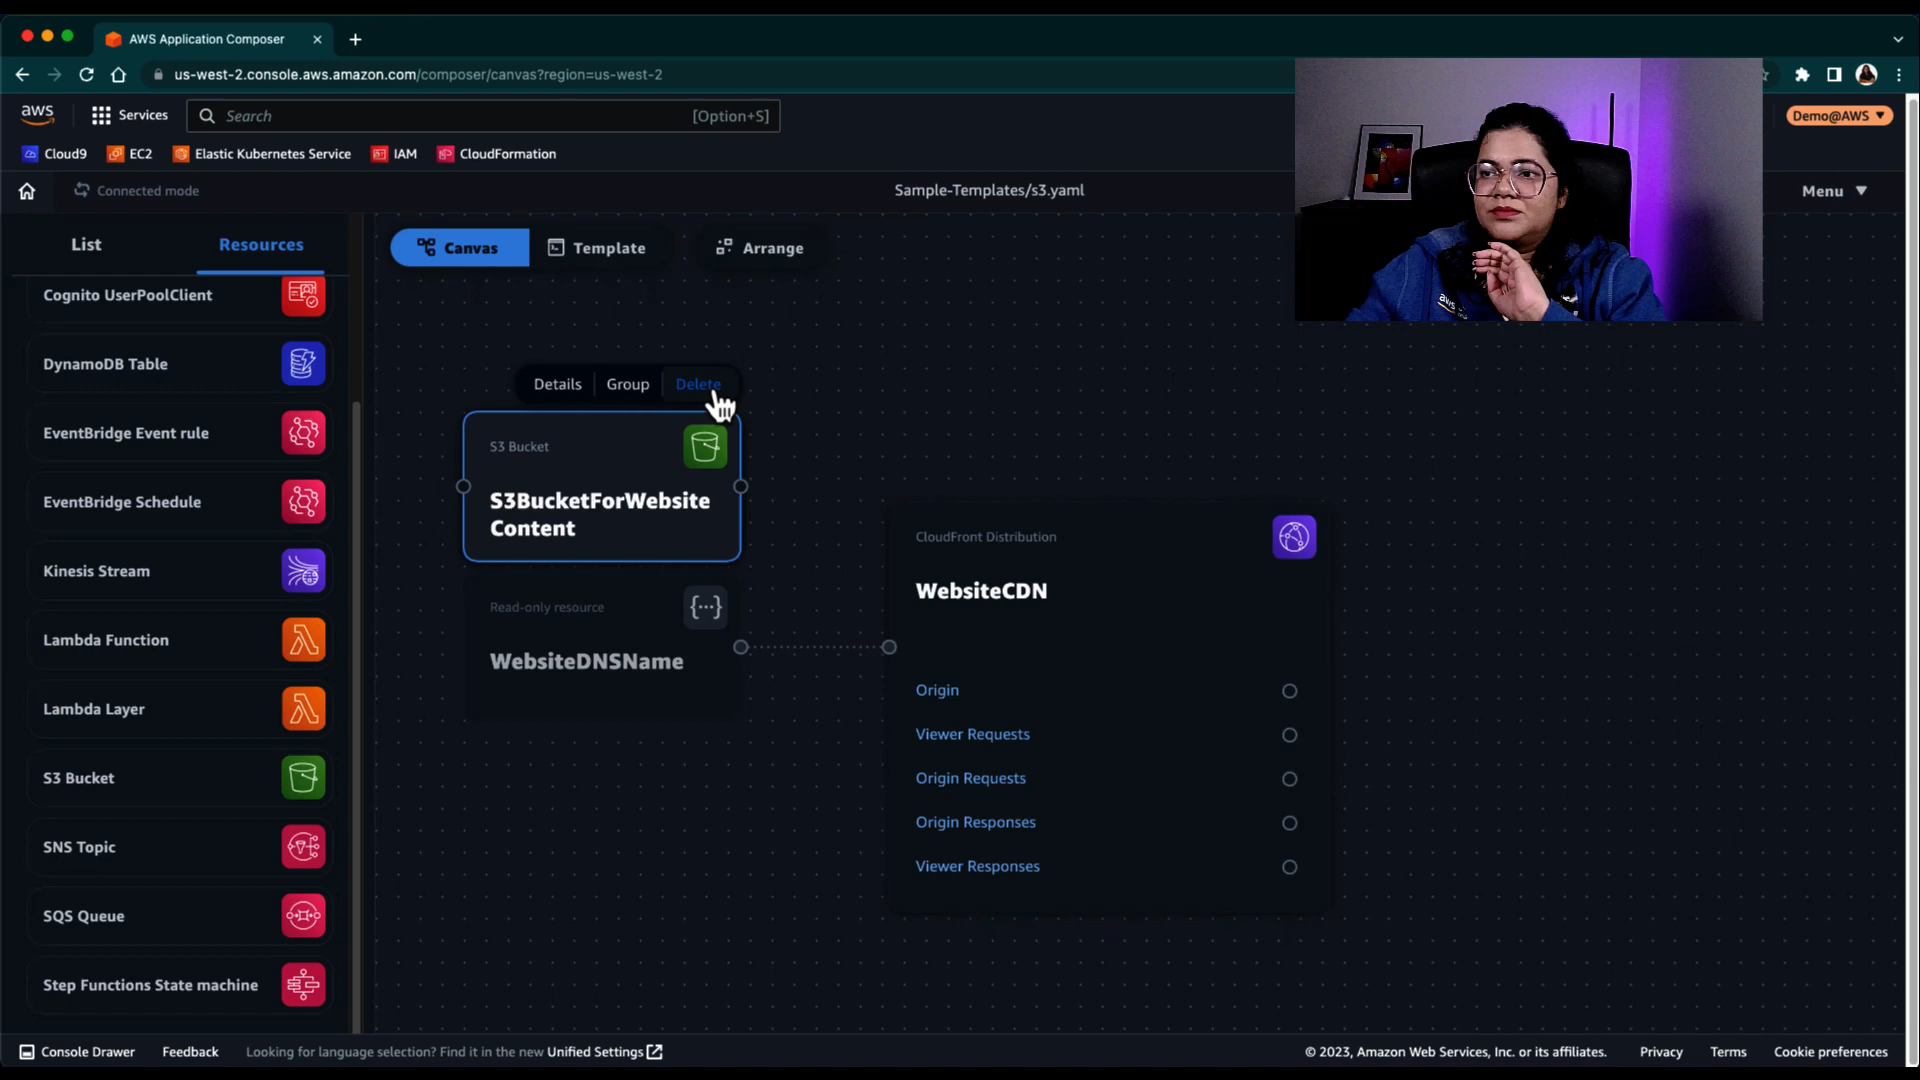 AWS Application Composer
us-west-2.console.aws.amazon.com/composer/canvas?region=us-west-2
aws
Services
Search
[Option+S]
Demo@AWS
Cloud9
EC2
Elastic Kubernetes Service
IAM
CloudFormation
Connected mode
Sample-Templates/s3.yaml
Menu
List
Resources
Canvas
Template
Arrange
Cognito UserPoolClient
DynamoDB Table
EventBridge Event rule
EventBridge Schedule
Kinesis Stream
Lambda Function
Lambda Layer
S3 Bucket
SNS Topic
SQS Queue
Step Functions State machine
Details
Group
Delete
S3 Bucket
S3BucketForWebsite
Content
Read-only resource
{...}
WebsiteDNSName
CloudFront Distribution
WebsiteCDN
Origin
Viewer Requests
Origin Requests
Origin Responses
Viewer Responses
aws
Console Drawer
Feedback
Looking for language selection? Find it in the new Unified Settings
© 2023, Amazon Web Services, Inc. or its affiliates.
Privacy
Terms
Cookie preferences